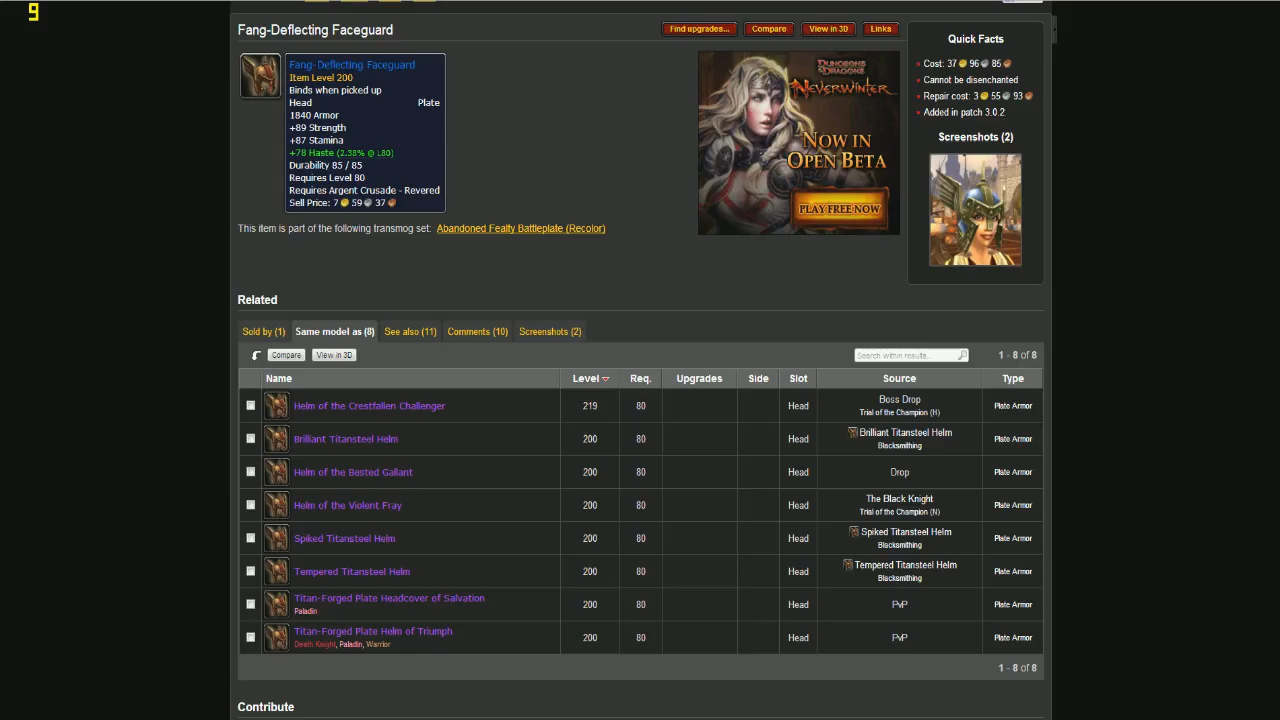 9
Fang-Deflecting Faceguard
Find upgrades...
Compare
View in 3D
Links
Fang-Deflecting Faceguard
Item Level 200
Binds when picked up
Head Plate
1840 Armor
+89 Strength
+87 Stamina
+78 Haste (2.38% @ L80)
Durability 85 / 85
Requires Level 80
Requires Argent Crusade - Revered
Sell Price: 7 59 37
This item is part of the following transmog set: Abandoned Fealty Battleplate (Recolor)
DUNGEONS & DRAGONS
NEVERWINTER
NOW IN
OPEN BETA
PLAY FREE NOW
Quick Facts
Cost: 37 96 85
Cannot be disenchanted
Repair cost: 3 55 93
Added in patch 3.0.2
Screenshots (2)
Related
Sold by (1)
Same model as (8)
See also (11)
Comments (10)
Screenshots (2)
Compare
View in 3D
Search within results...
1 - 8 of 8
Name Level Req. Upgrades Side Slot Source Type
Helm of the Crestfallen Challenger 219 80 Head Boss Drop Plate Armor
Trial of the Champion (H)
Brilliant Titansteel Helm 200 80 Head Brilliant Titansteel Helm Plate Armor
Blacksmithing
Helm of the Bested Gallant 200 80 Head Drop Plate Armor
Helm of the Violent Fray 200 80 Head The Black Knight Plate Armor
Trial of the Champion (N)
Spiked Titansteel Helm 200 80 Head Spiked Titansteel Helm Plate Armor
Blacksmithing
Tempered Titansteel Helm 200 80 Head Tempered Titansteel Helm Plate Armor
Blacksmithing
Titan-Forged Plate Headcover of Salvation 200 80 Head PvP Plate Armor
Paladin
Titan-Forged Plate Helm of Triumph 200 80 Head PvP Plate Armor
Death Knight, Paladin, Warrior
1 - 8 of 8
Contribute